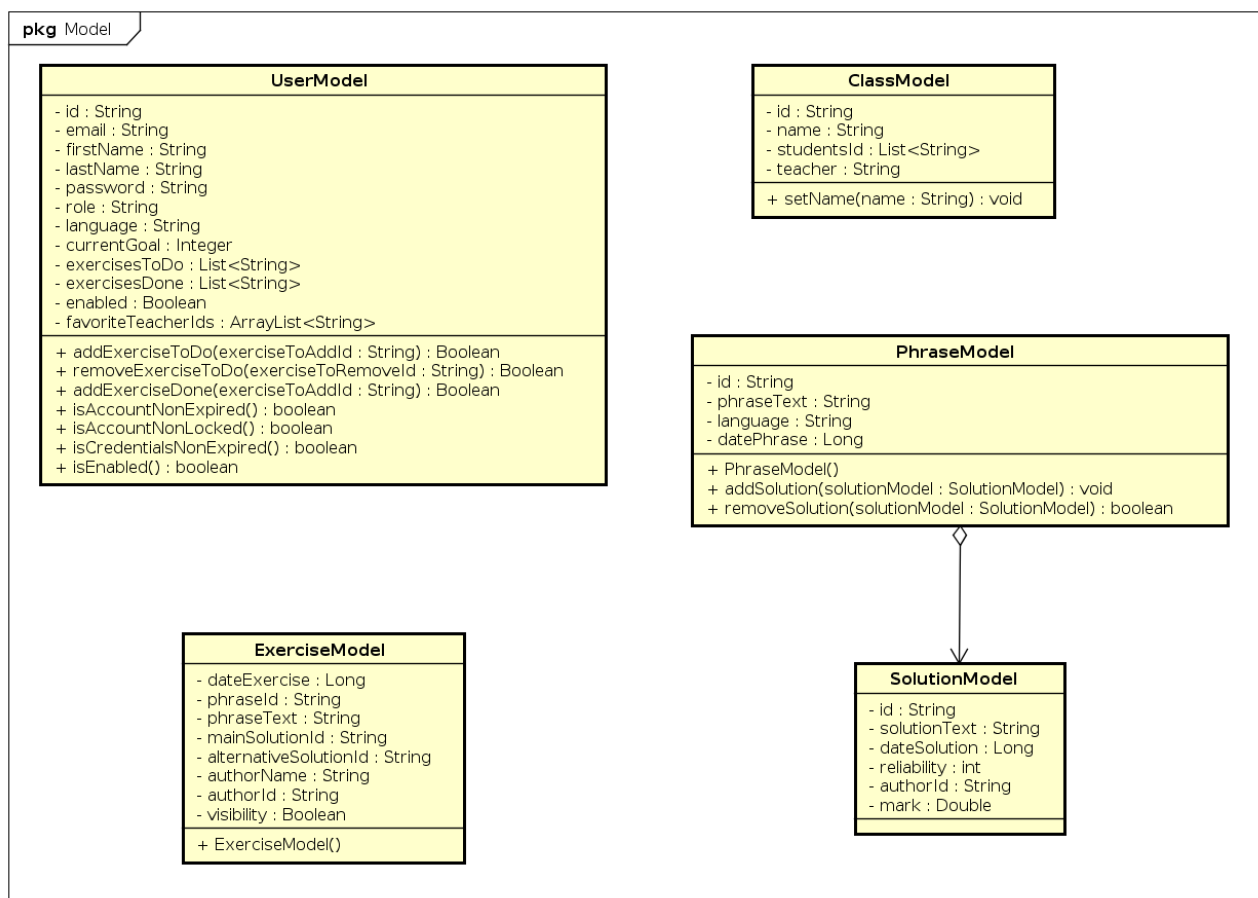 pkg Model
UserModel
- id : String
- email : String
- firstName : String
- lastName : String
- password : String
- role : String
- language : String
- currentGoal : Integer
- exercisesToDo : List<String>
- exercisesDone : List<String>
- enabled : Boolean
- favoriteTeacherIds : ArrayList<String>
+ addExerciseToDo(exerciseToAddId : String) : Boolean
+ removeExerciseToDo(exerciseToRemoveId : String) : Boolean
+ addExerciseDone(exerciseToAddId : String) : Boolean
+ isAccountNonExpired() : boolean
+ isAccountNonLocked() : boolean
+ isCredentialsNonExpired() : boolean
+ isEnabled() : boolean
ClassModel
- id : String
- name : String
- studentsId : List<String>
- teacher : String
+ setName(name : String) : void
PhraseModel
- id : String
- phraseText : String
- language : String
- datePhrase : Long
+ PhraseModel()
+ addSolution(solutionModel : SolutionModel) : void
+ removeSolution(solutionModel : SolutionModel) : boolean
ExerciseModel
- dateExercise : Long
- phraseId : String
- phraseText : String
- mainSolutionId : String
- alternativeSolutionId : String
- authorName : String
- authorId : String
- visibility : Boolean
+ ExerciseModel()
SolutionModel
- id : String
- solutionText : String
- dateSolution : Long
- reliability : int
- authorId : String
- mark : Double